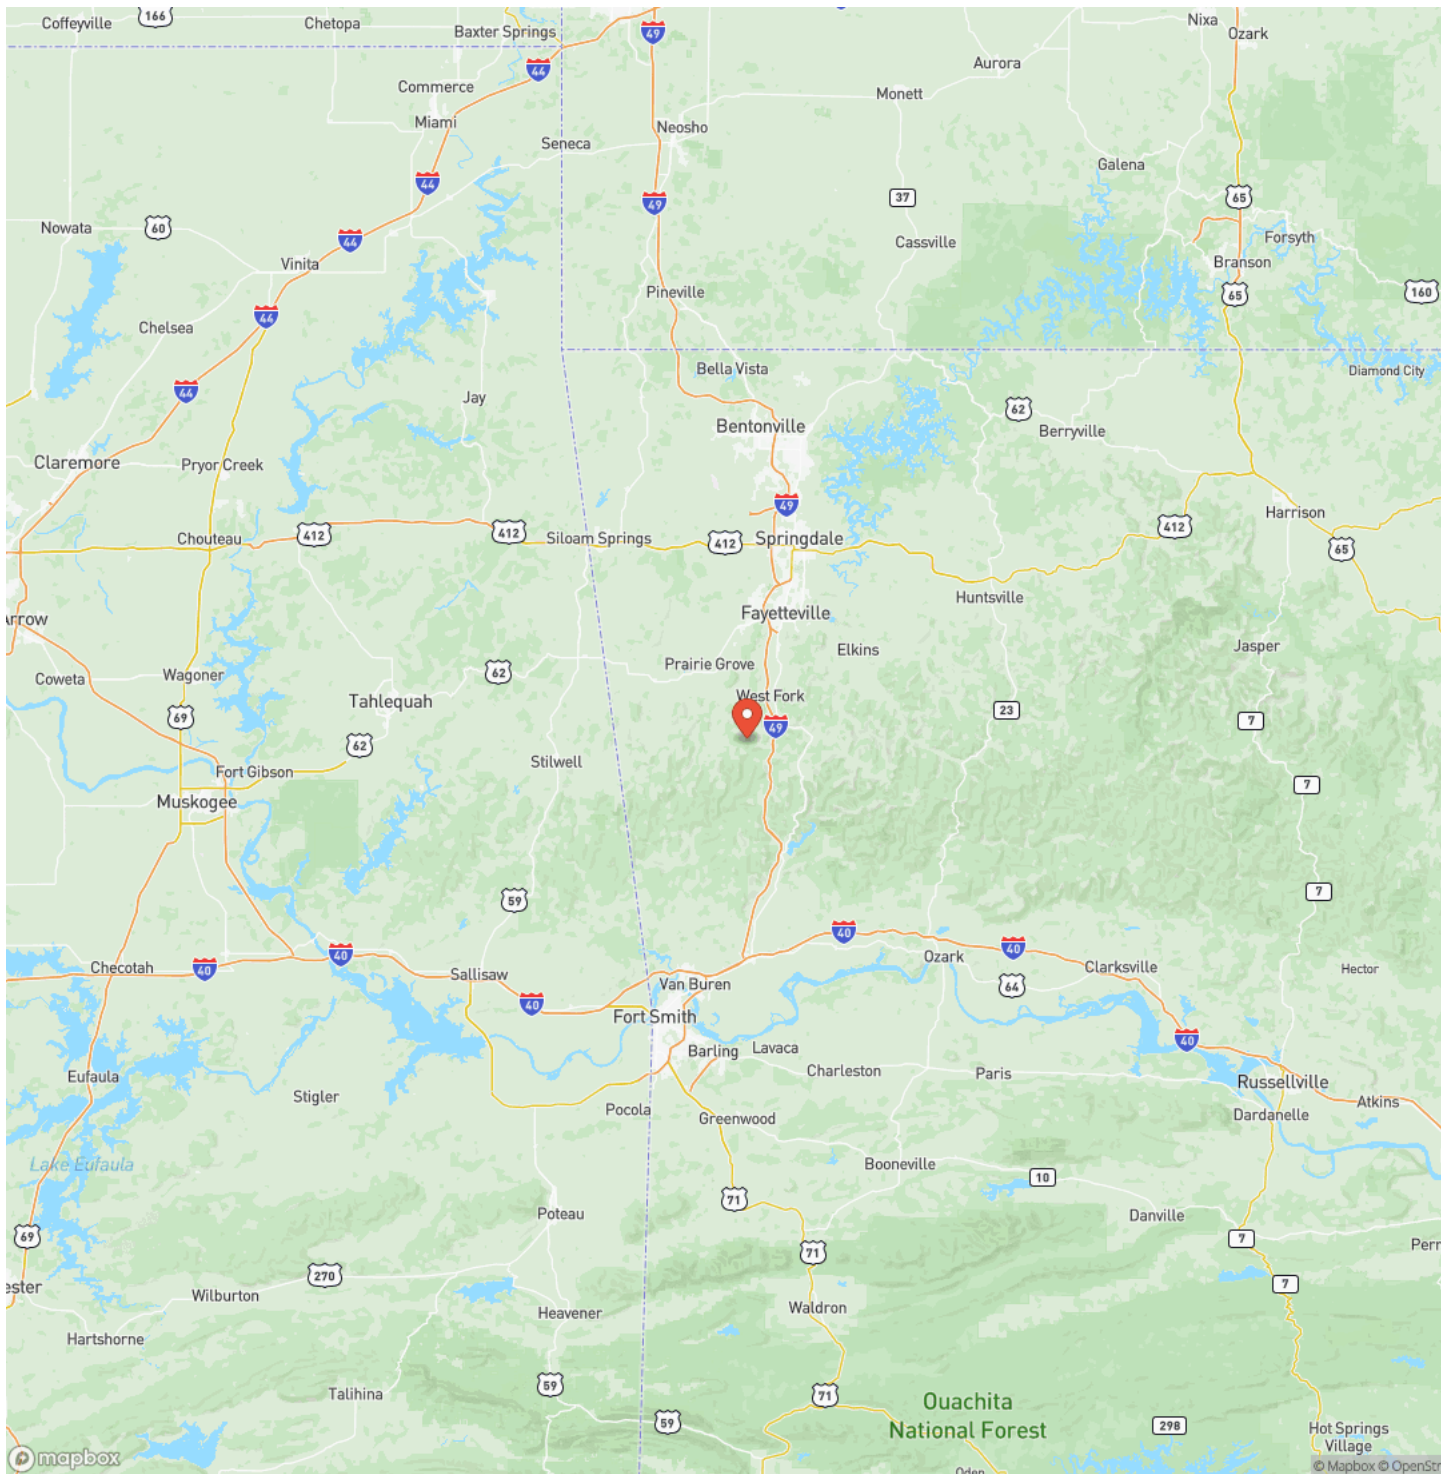 Coffeyville
166
Chetopa
Baxter Springs
49
Nixa
Ozark
44
Aurora
Commerce
Monett
Miami
Neosho
Seneca
Galena
44
49
37
65
Nowata
60
44
Cassville
Forsyth
Vinita
Branson
Pineville
65
160
44
Chelsea
Bella Vista
Diamond City
44
Jay
62
Bentonville
Berryville
Claremore
Pryor Creek
49
Harrison
412
412
412
Chouteau
Siloam Springs
412
Springdale
65
Huntsville
Arrow
Fayetteville
Elkins
Jasper
Prairie Grove
62
Coweta
Wagoner
West Fork
Tahlequah
69
23
7
49
62
Stilwell
Fort Gibson
7
Muskogee
59
7
40
40
40
Ozark
Checotah
40
Sallisaw
Clarksville
Hector
Van Buren
64
40
Fort Smith
40
Barling
Lavaca
Eufaula
Charleston
Paris
Russellville
Stigler
Atkins
Pocola
Greenwood
Dardanelle
Lake Eufaula
Booneville
10
71
Poteau
Danville
69
7
Perr
71
270
ester
7
Wilburton
Heavener
Waldron
Hartshorne
59
Talihina
71
Ouachita
National Forest
59
298
Hot Springs
Village
mapbox
Oden
© Mapbox © OpenStr